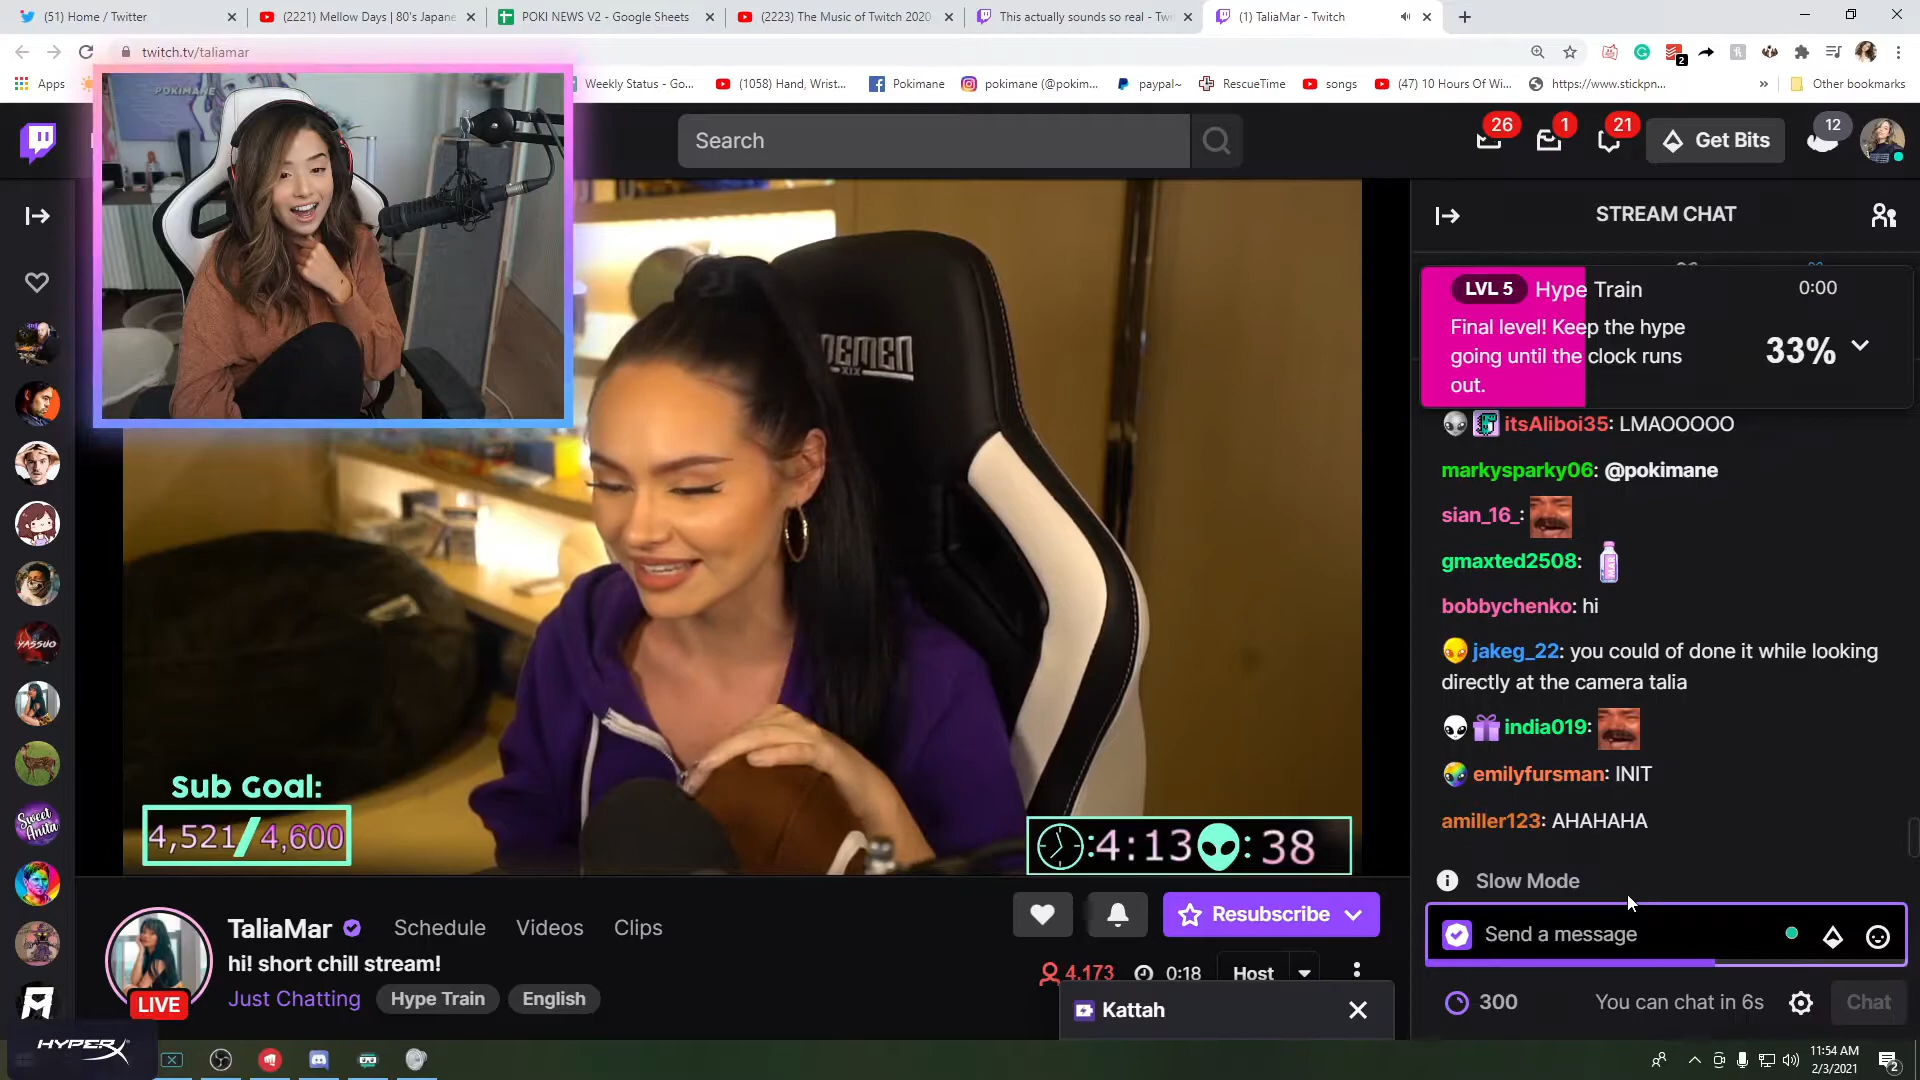 (51) Home / Twitter
(2221) Mellow Days | 80's Japane
POKI NEWS V2 - Google Sheets
(2223) The Music of Twitch 2020
This actually sounds so real - Twi
(1) TaliaMar - Twitch
twitch.tv/taliamar
2
Apps
Weekly Status - Go...
(1058) Hand, Wrist...
Pokimane
pokimane (@pokim...
paypal~
RescueTime
songs
(47) 10 Hours Of Wi...
https://www.stickpn...
Other bookmarks
POKIMANE
Search
26
1
21
Get Bits
12
STREAM CHAT
LVL 5 Hype Train 0:00
Final level! Keep the hype
going until the clock runs
out.
33%
itsAliboi35: LMAOOOOO
markysparky06: @pokimane
sian_16_:
gmaxted2508:
bobbychenko: hi
jakeg_22: you could of done it while looking
directly at the camera talia
india019:
emilyfursman: INIT
amiller123: AHAHAHA
Slow Mode
Send a message
300
You can chat in 6s
Chat
YASSUO
Sweet
Anita
XIX
Sub Goal:
4,521/4,600
:4:13 : 38
TaliaMar
Schedule
Videos
Clips
Resubscribe
hi! short chill stream!
4,173
0:18
Host
LIVE
Just Chatting
Hype Train
English
Kattah
HYPERX
11:54 AM
2/3/2021
2